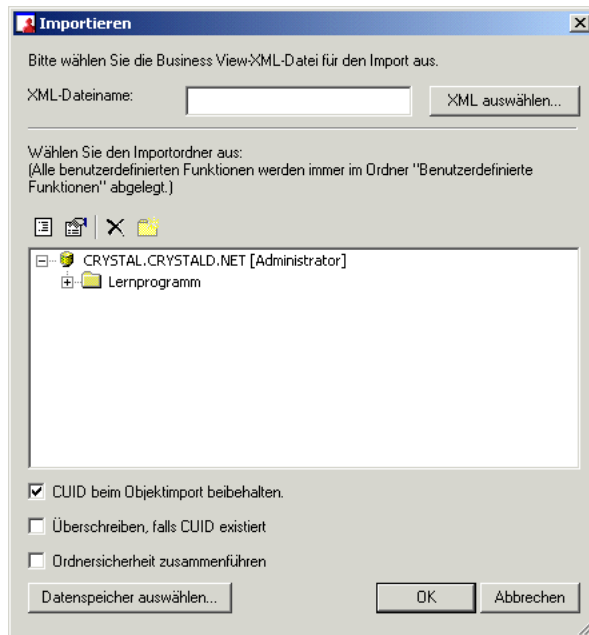 Importieren
Bitte wählen Sie die Business View-XML-Datei für den Import aus.
XML-Dateiname:
XML auswählen...
Wählen Sie den Importordner aus:
(Alle benutzerdefinierten Funktionen werden immer im Ordner "Benutzerdefinierte
Funktionen" abgelegt.)
CRYSTAL.CRYSTALD.NET [Administrator]
Lernprogramm
CUID beim Objektimport beibehalten.
Überschreiben, falls CUID existiert
Ordnersicherheit zusammenführen
Datenspeicher auswählen...
OK
Abbrechen